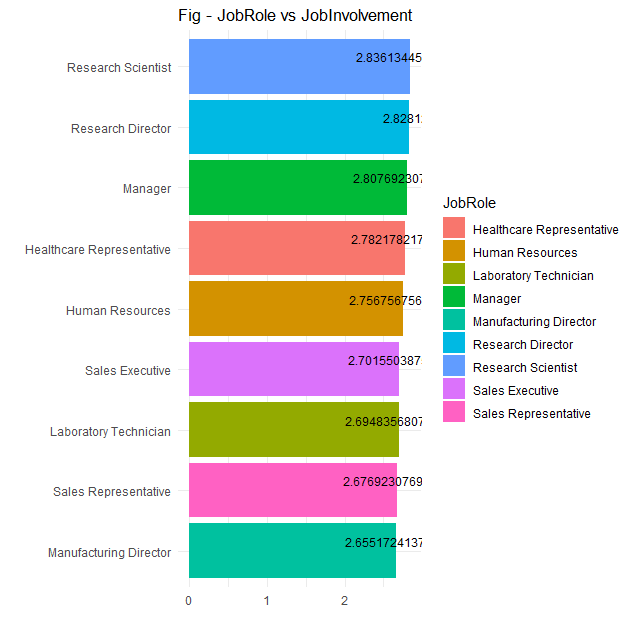 Fig - JobRole vs JobInvolvement
Research Scientist
2.83613445
Research Director
2.8281
Manager
2.807692307
Healthcare Representative
2.782178217
Human Resources
2.756756756
Sales Executive
2.701550387
Laboratory Technician
2.6948356807
Sales Representative
2.6769230769
Manufacturing Director
2.6551724137
0 1 2
JobRole
Healthcare Representative
Human Resources
Laboratory Technician
Manager
Manufacturing Director
Research Director
Research Scientist
Sales Executive
Sales Representative